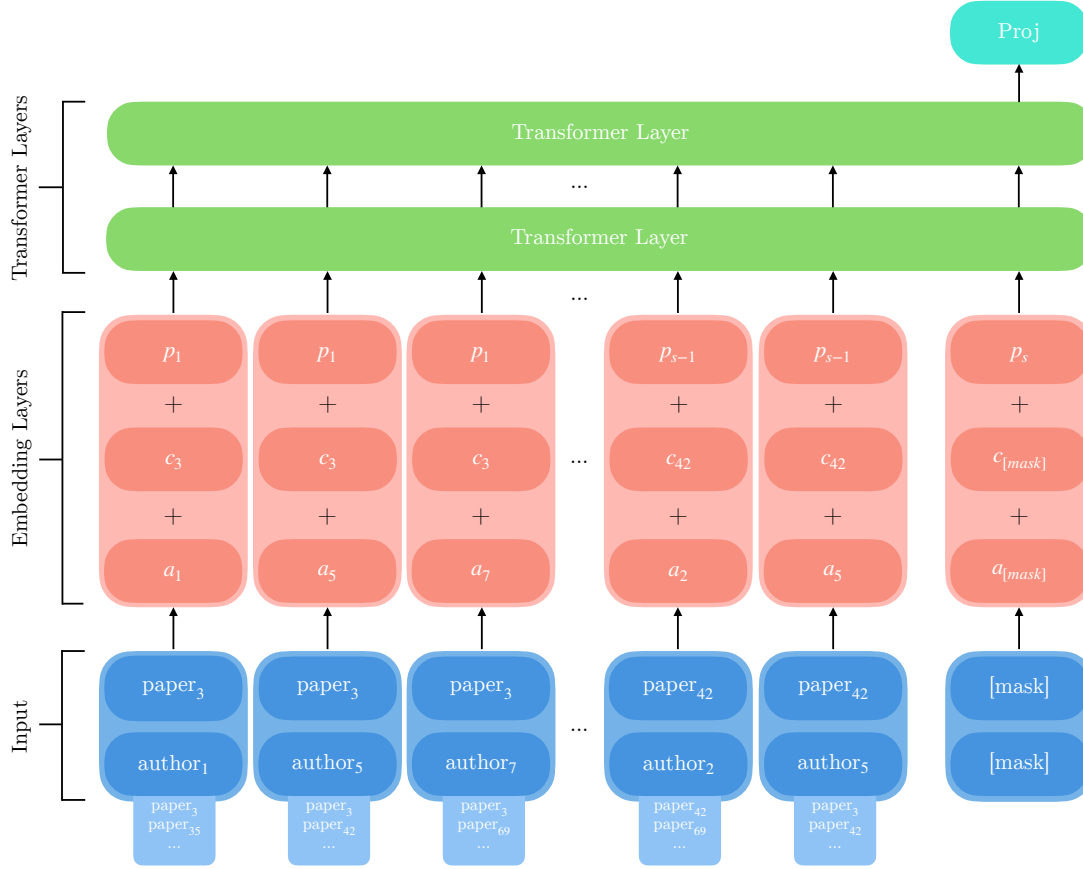 Proj
Transformer Layers
Transformer Layer
...
Transformer Layer
...
Embedding Layers
p₁ p₁ p₁ pₛ₋₁ pₛ₋₁ pₛ
+ + + + + +
c₃ c₃ c₃ ... c₄₂ c₄₂ c[mask]
+ + + + + +
a₁ a₅ a₇ a₂ a₅ a[mask]
Input
paper₃ paper₃ paper₃ paper₄₂ paper₄₂ [mask]
...
author₁ author₅ author₇ author₂ author₅ [mask]
paper₃ paper₃ paper₃ paper₄₂ paper₃
paper₃₅ paper₄₂ paper₆₉ paper₆₉ paper₄₂
... ... ... ... ...